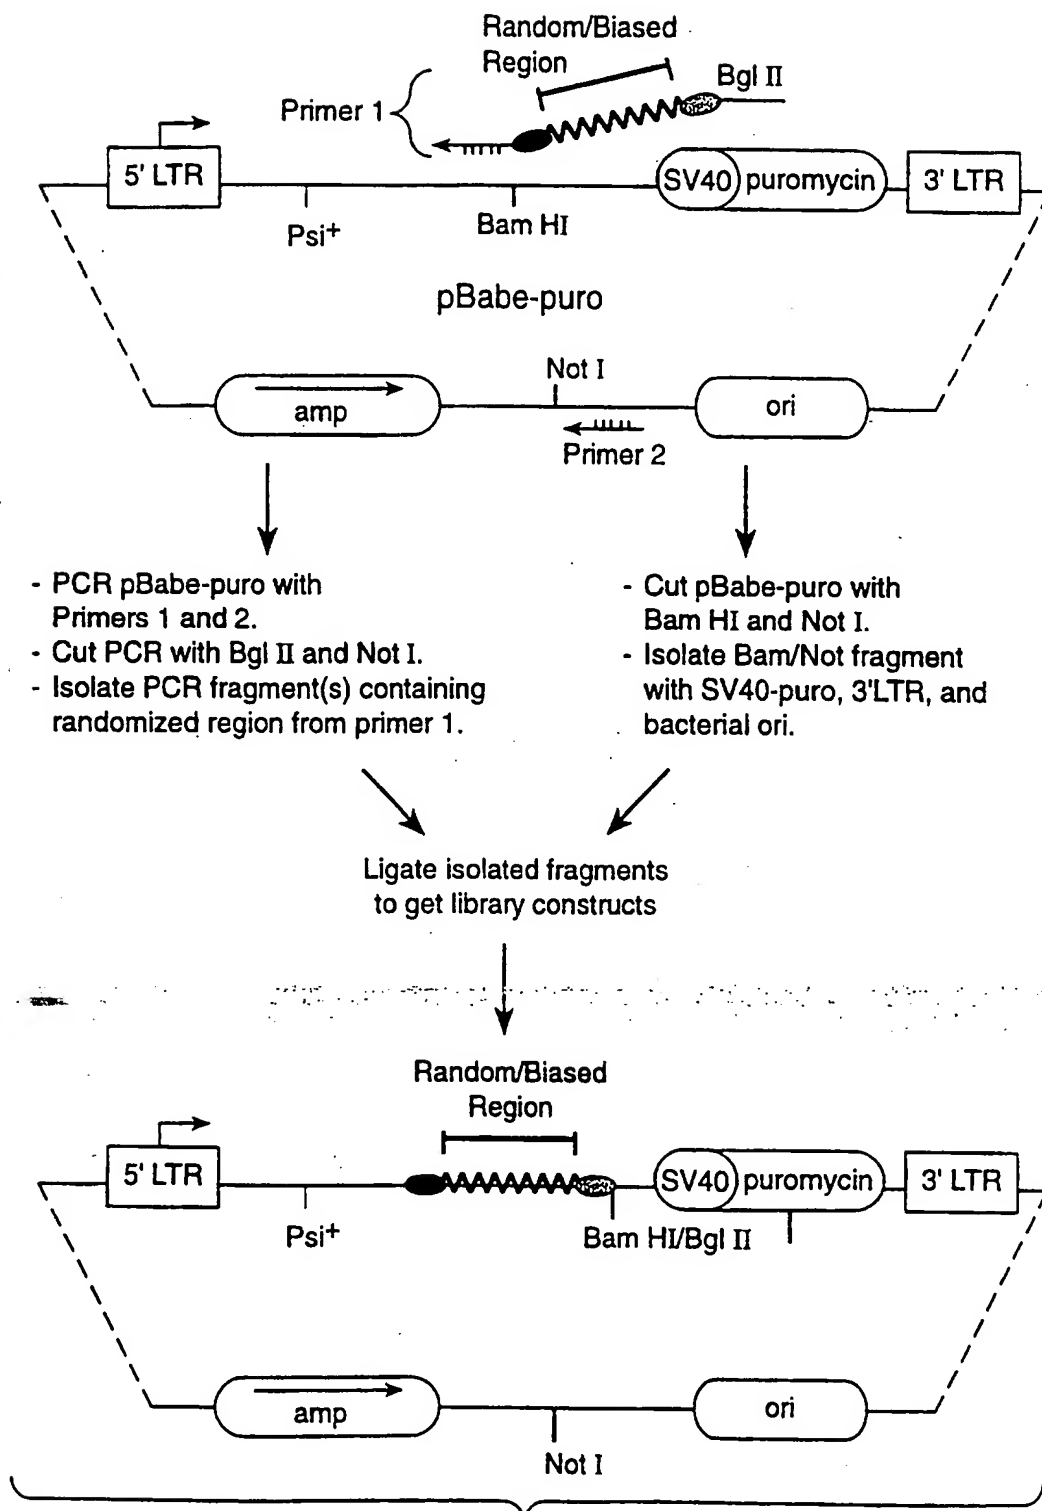 Random/Biased
Region
Bgl II
Primer 1
5' LTR
SV40
puromycin
3' LTR
Psi+
Bam HI
pBabe-puro
Not I
amp
ori
Primer 2
- PCR pBabe-puro with
Primers 1 and 2.
- Cut PCR with Bgl II and Not I.
- Isolate PCR fragment(s) containing
randomized region from primer 1.
- Cut pBabe-puro with
Bam HI and Not I.
- Isolate Bam/Not fragment
with SV40-puro, 3'LTR, and
bacterial ori.
Ligate isolated fragments
to get library constructs
Random/Biased
Region
5' LTR
SV40
puromycin
3' LTR
Psi+
Bam HI/Bgl II
amp
ori
Not I